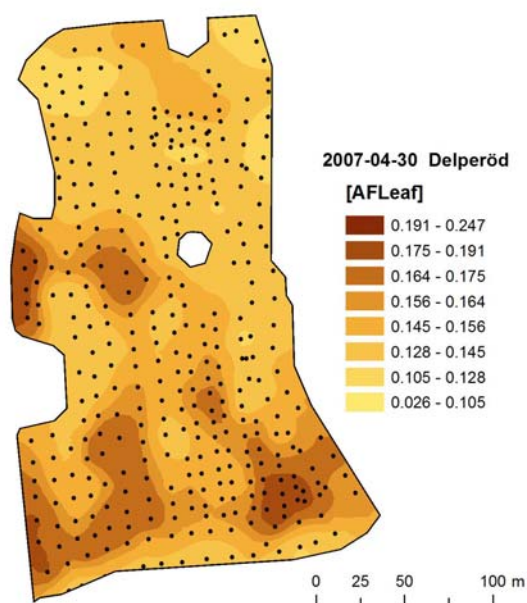 2007-04-30 Delperöd
[AFLeaf]
0.191 - 0.247
0.175 - 0.191
0.164 - 0.175
0.156 - 0.164
0.145 - 0.156
0.128 - 0.145
0.105 - 0.128
0.026 - 0.105
0 25 50 100 m